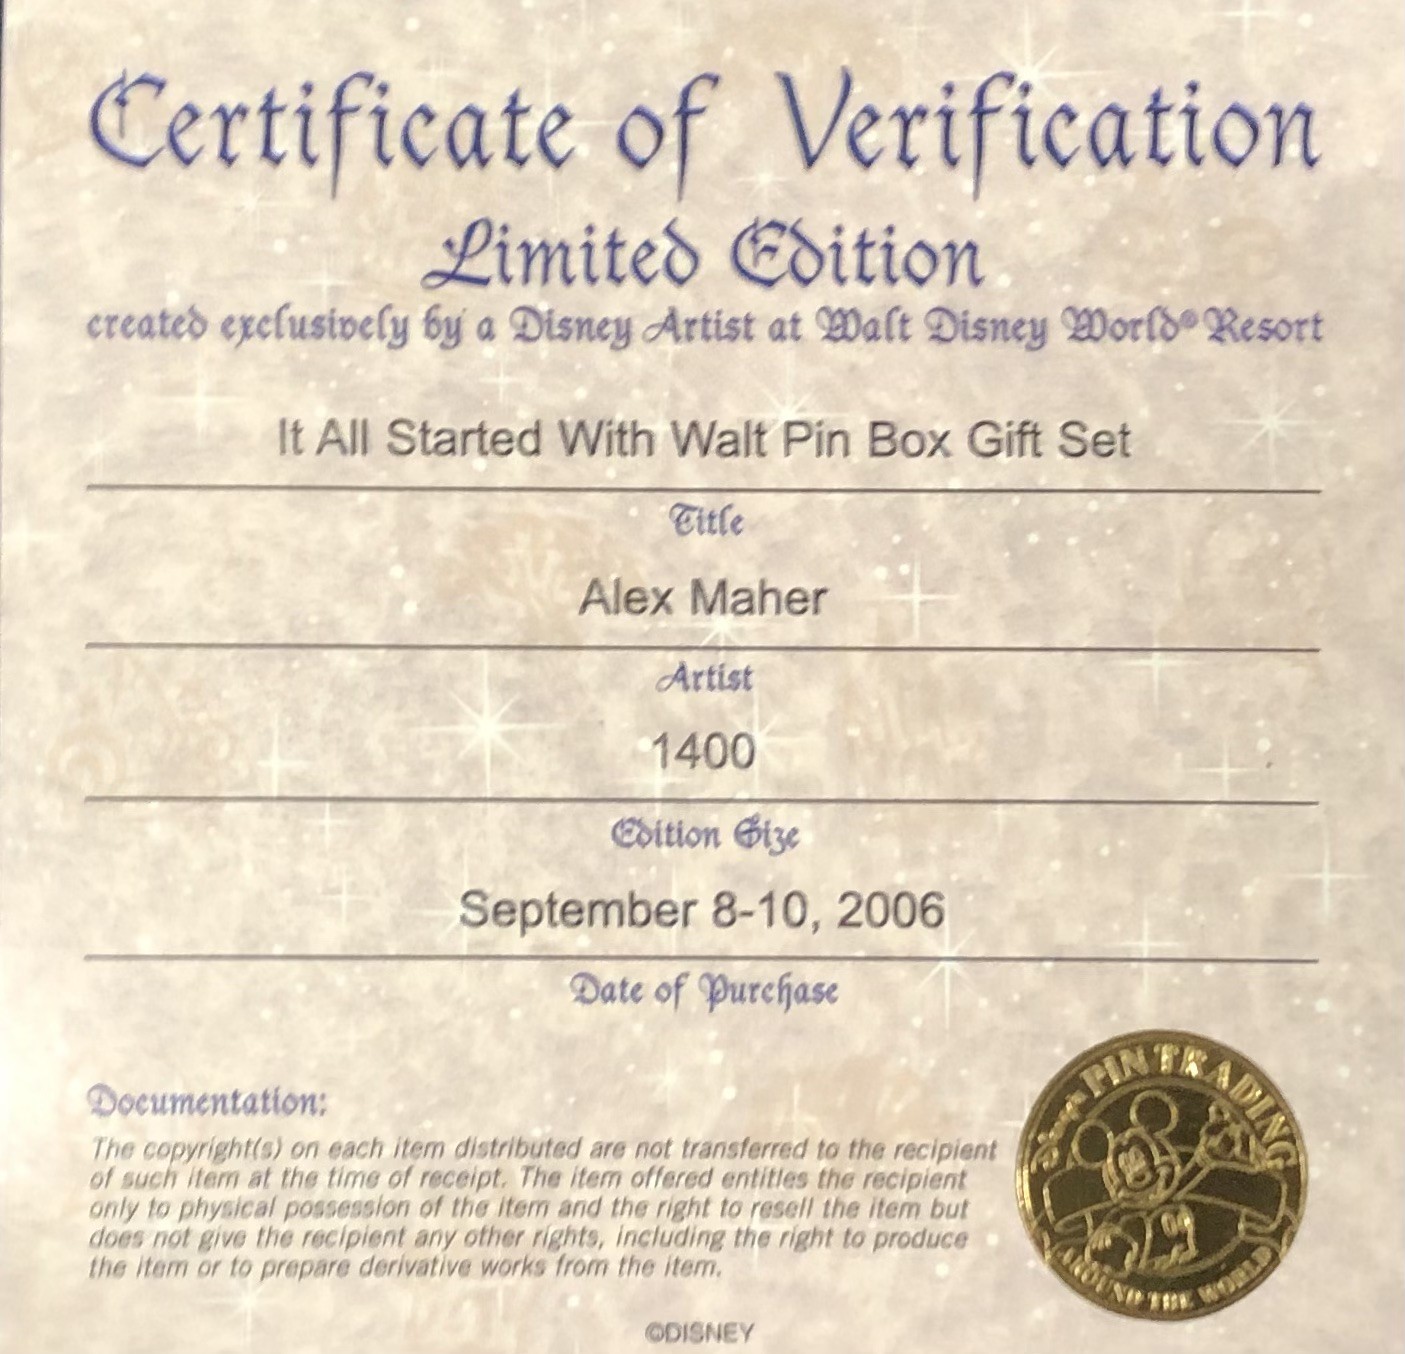 Certificate of Verification
Limited Edition
created exclusively by a Disney Artist at Walt Disney World® Resort
It All Started With Walt Pin Box Gift Set
Title
Alex Maher
Artist
1400
Edition Size
September 8-10, 2006
Date of Purchase
Documentation:
The copyright(s) on each item distributed are not transferred to the recipient
of such item at the time of receipt. The item offered entitles the recipient
only to physical possession of the item and the right to resell the item but
does not give the recipient any other rights, including the right to produce
the item or to prepare derivative works from the item.
Disney's PIN TRADING
AROUND THE WORLD
©DISNEY